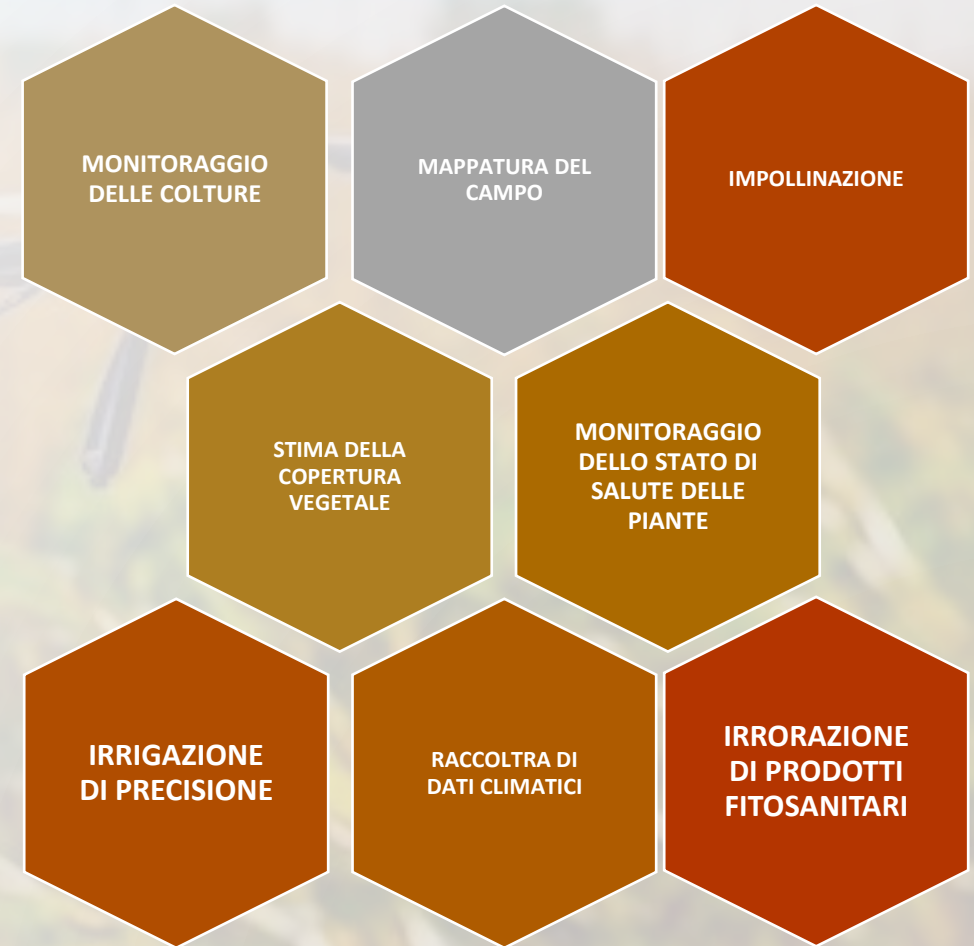 MONITORAGGIO
DELLE COLTURE
MAPPATURA DEL
CAMPO
IMPOLLINAZIONE
STIMA DELLA
COPERTURA
VEGETALE
MONITORAGGIO
DELLO STATO DI
SALUTE DELLE
PIANTE
IRRIGAZIONE
DI PRECISIONE
RACCOLTRA DI
DATI CLIMATICI
IRRORAZIONE
DI PRODOTTI
FITOSANITARI